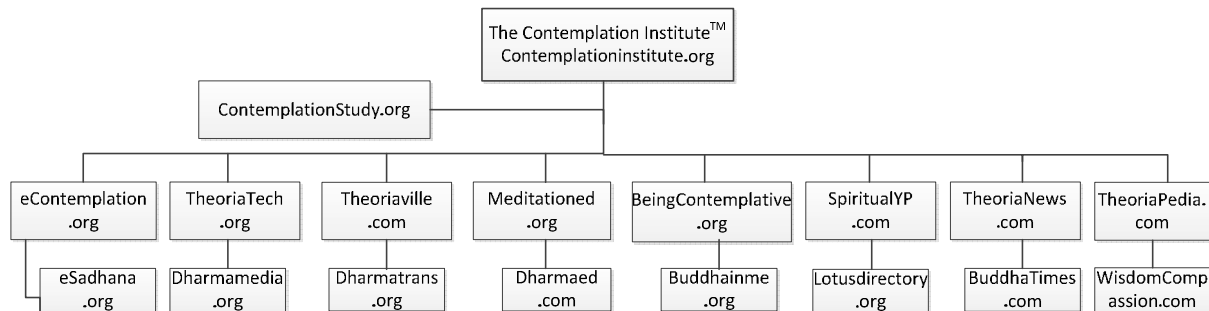 The Contemplation Institute™
Contemplationinstitute.org
ContemplationStudy.org
eContemplation
.org
TheoriaTech
.org
Theoriaville
.com
Meditationed
.org
BeingContemplative
.org
SpiritualYP
.com
TheoriaNews
.com
TheoriaPedia.
com
eSadhana
.org
Dharmamedia
.org
Dharmatrans
.org
Dharmaed
.com
Buddhainme
.org
Lotusdirectory
.org
BuddhaTimes
.com
WisdomComp
assion.com